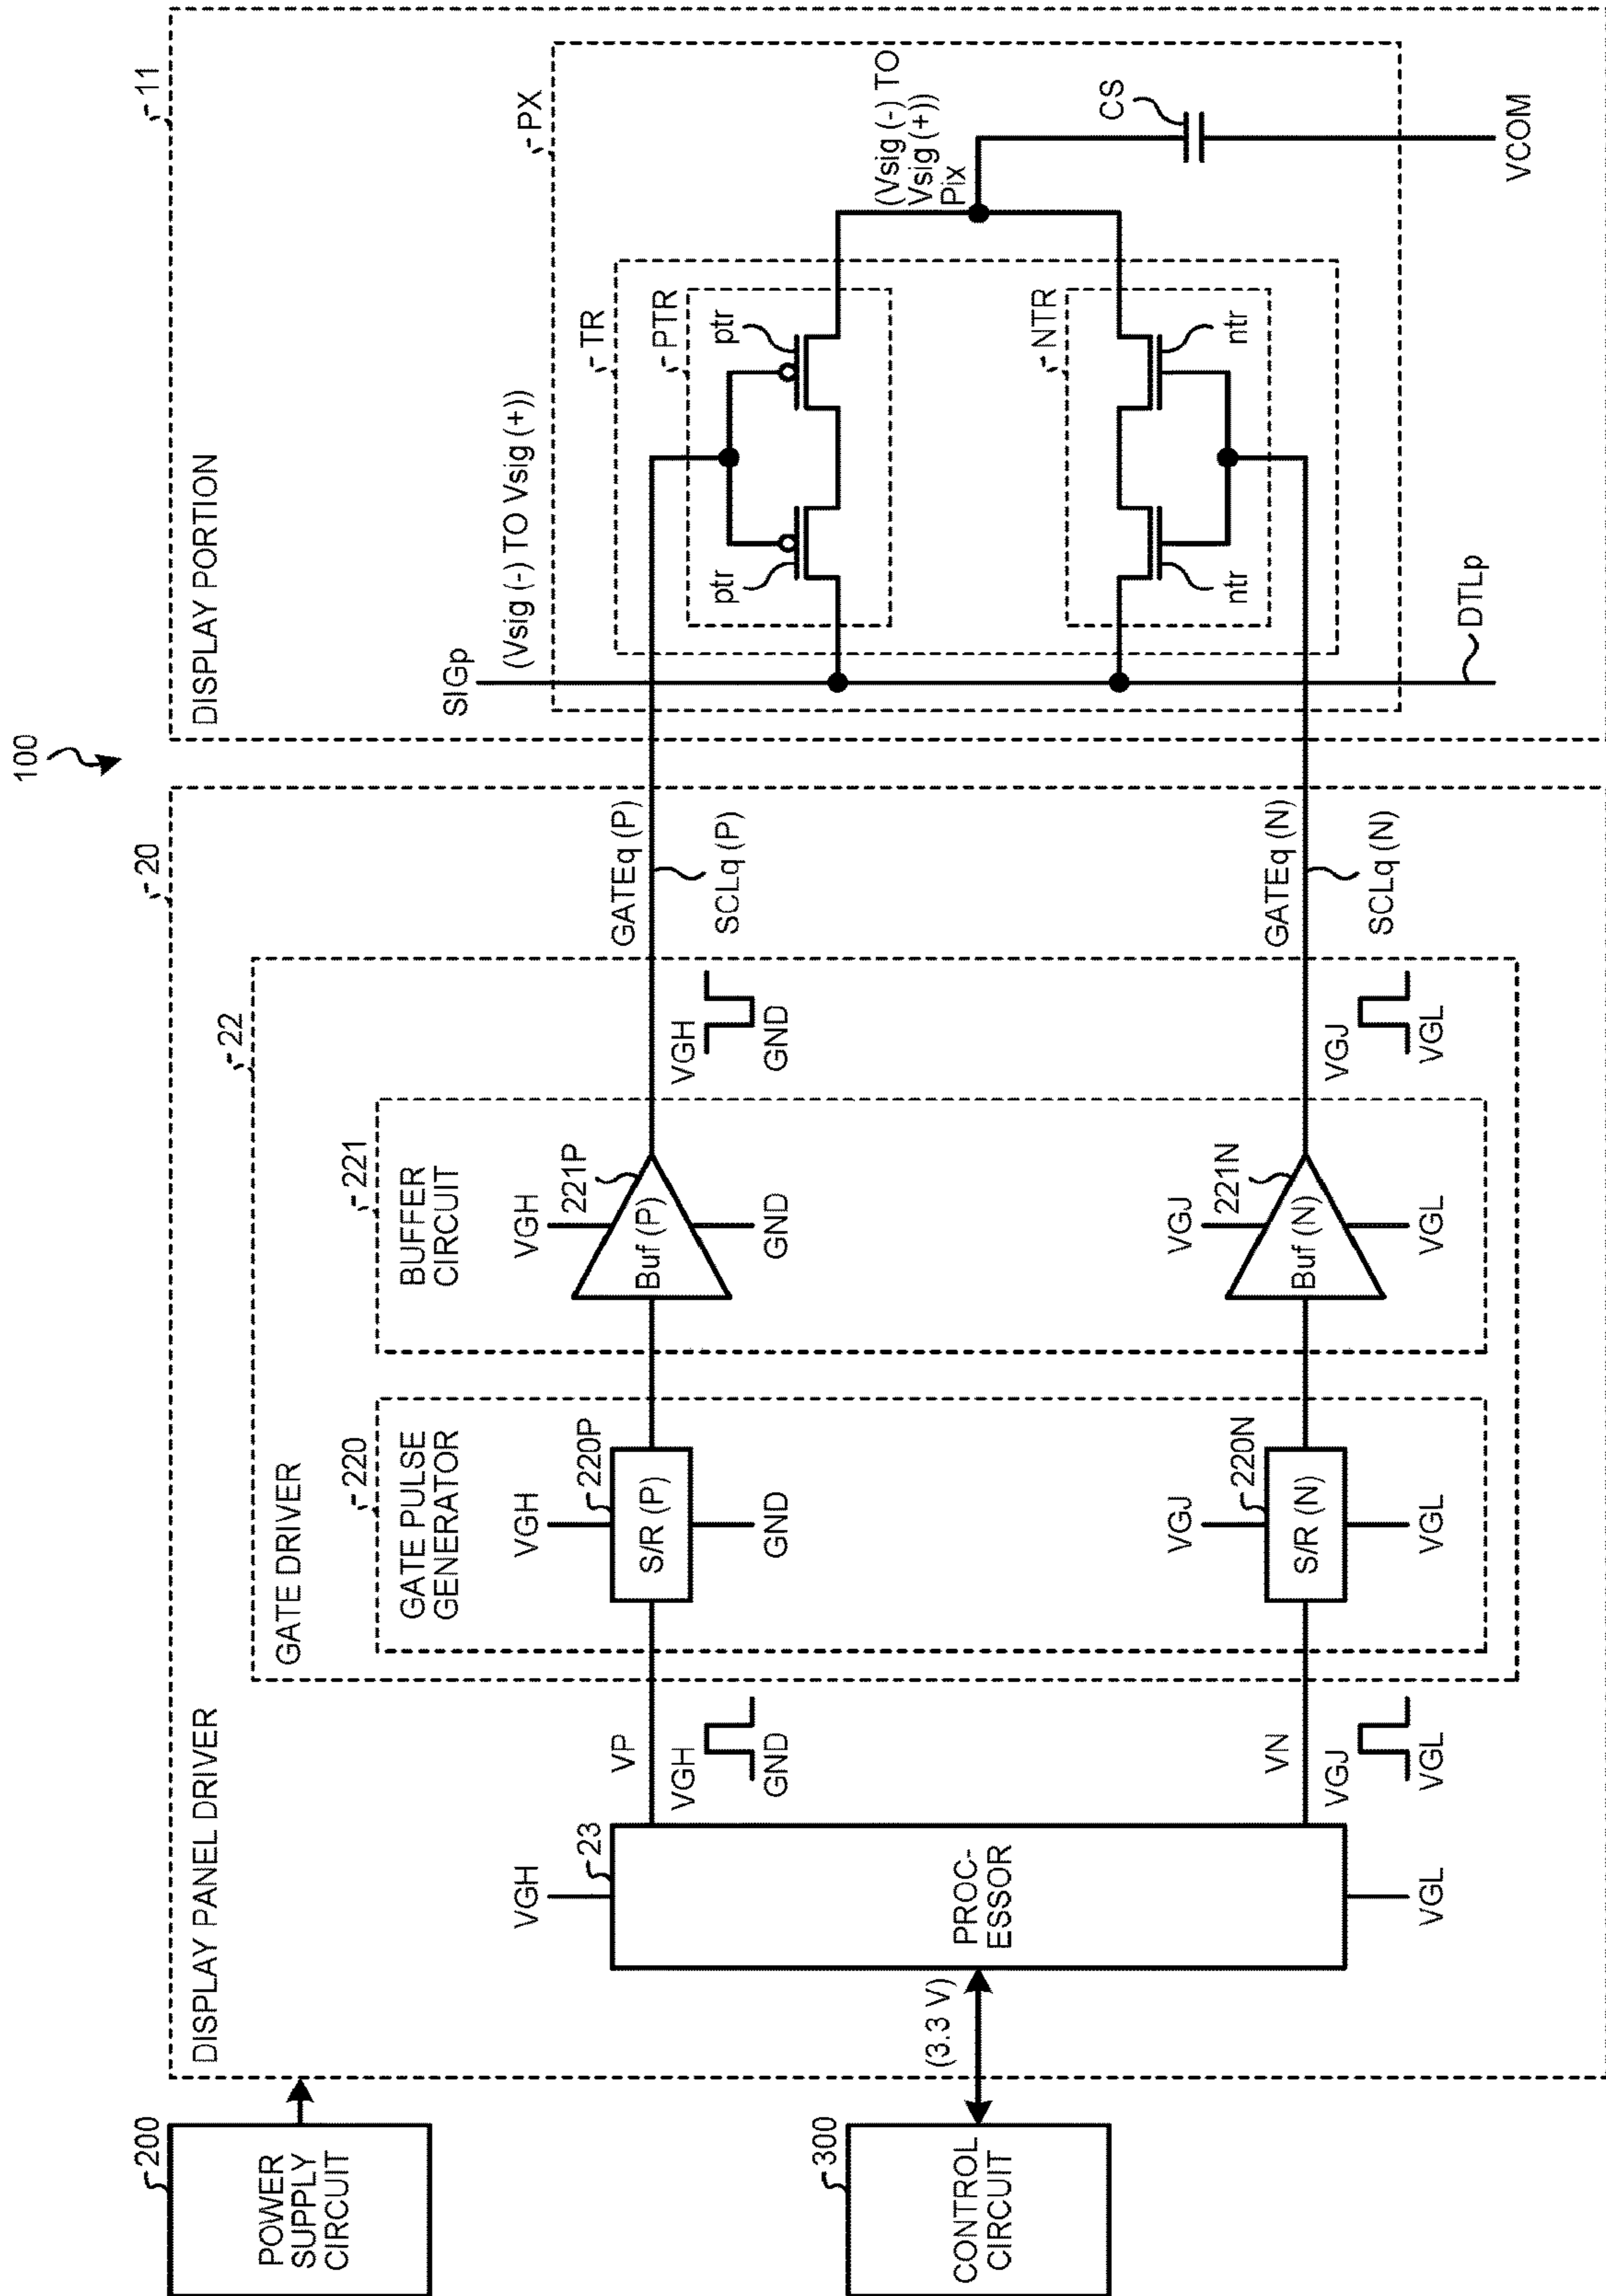 100
200
POWER
SUPPLY
CIRCUIT
300
CONTROL
CIRCUIT
(3.3 V)
20
DISPLAY PANEL DRIVER
VGH
23
PROC-
ESSOR
VGL
VP
VGH
GND
VN
VGJ
VGL
22
GATE DRIVER
220
GATE PULSE
GENERATOR
VGH
220P
S/R (P)
GND
VGJ
220N
S/R (N)
VGL
221
BUFFER
CIRCUIT
VGH
221P
Buf (P)
GND
VGJ
221N
Buf (N)
VGL
VGH
GND
VGJ
VGL
GATEq (P)
SCLq (P)
GATEq (N)
SCLq (N)
11
DISPLAY PORTION
SIGp
(Vsig (-) TO Vsig (+))
PX
TR
PTR
ptr
ptr
NTR
ntr
ntr
DTLp
(Vsig (-) TO
Vsig (+))
Pix
CS
VCOM